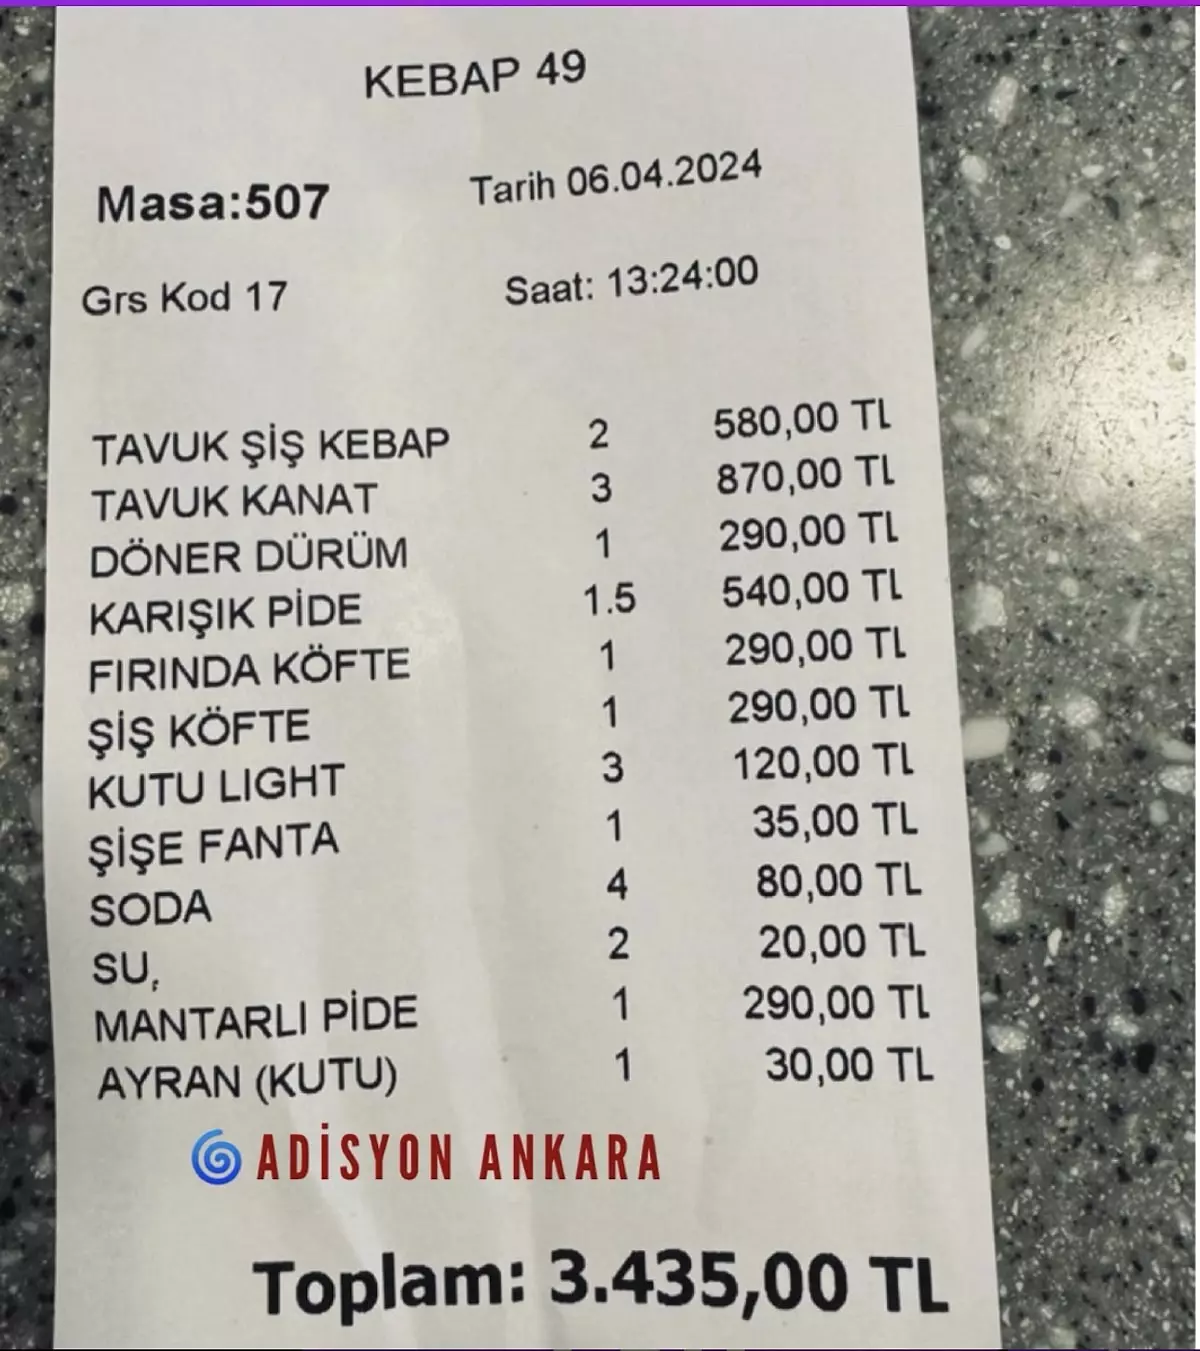 KEBAP 49
Masa:507 Tarih 06.04.2024
Grs Kod 17 Saat: 13:24:00
TAVUK ŞİŞ KEBAP 2 580,00 TL
TAVUK KANAT 3 870,00 TL
DÖNER DÜRÜM 1 290,00 TL
KARIŞIK PİDE 1.5 540,00 TL
FIRINDA KÖFTE 1 290,00 TL
ŞİŞ KÖFTE 1 290,00 TL
KUTU LIGHT 3 120,00 TL
ŞİŞE FANTA 1 35,00 TL
SODA 4 80,00 TL
SU, 2 20,00 TL
MANTARLI PİDE 1 290,00 TL
AYRAN (KUTU) 1 30,00 TL
ADİSYON ANKARA
Toplam: 3.435,00 TL